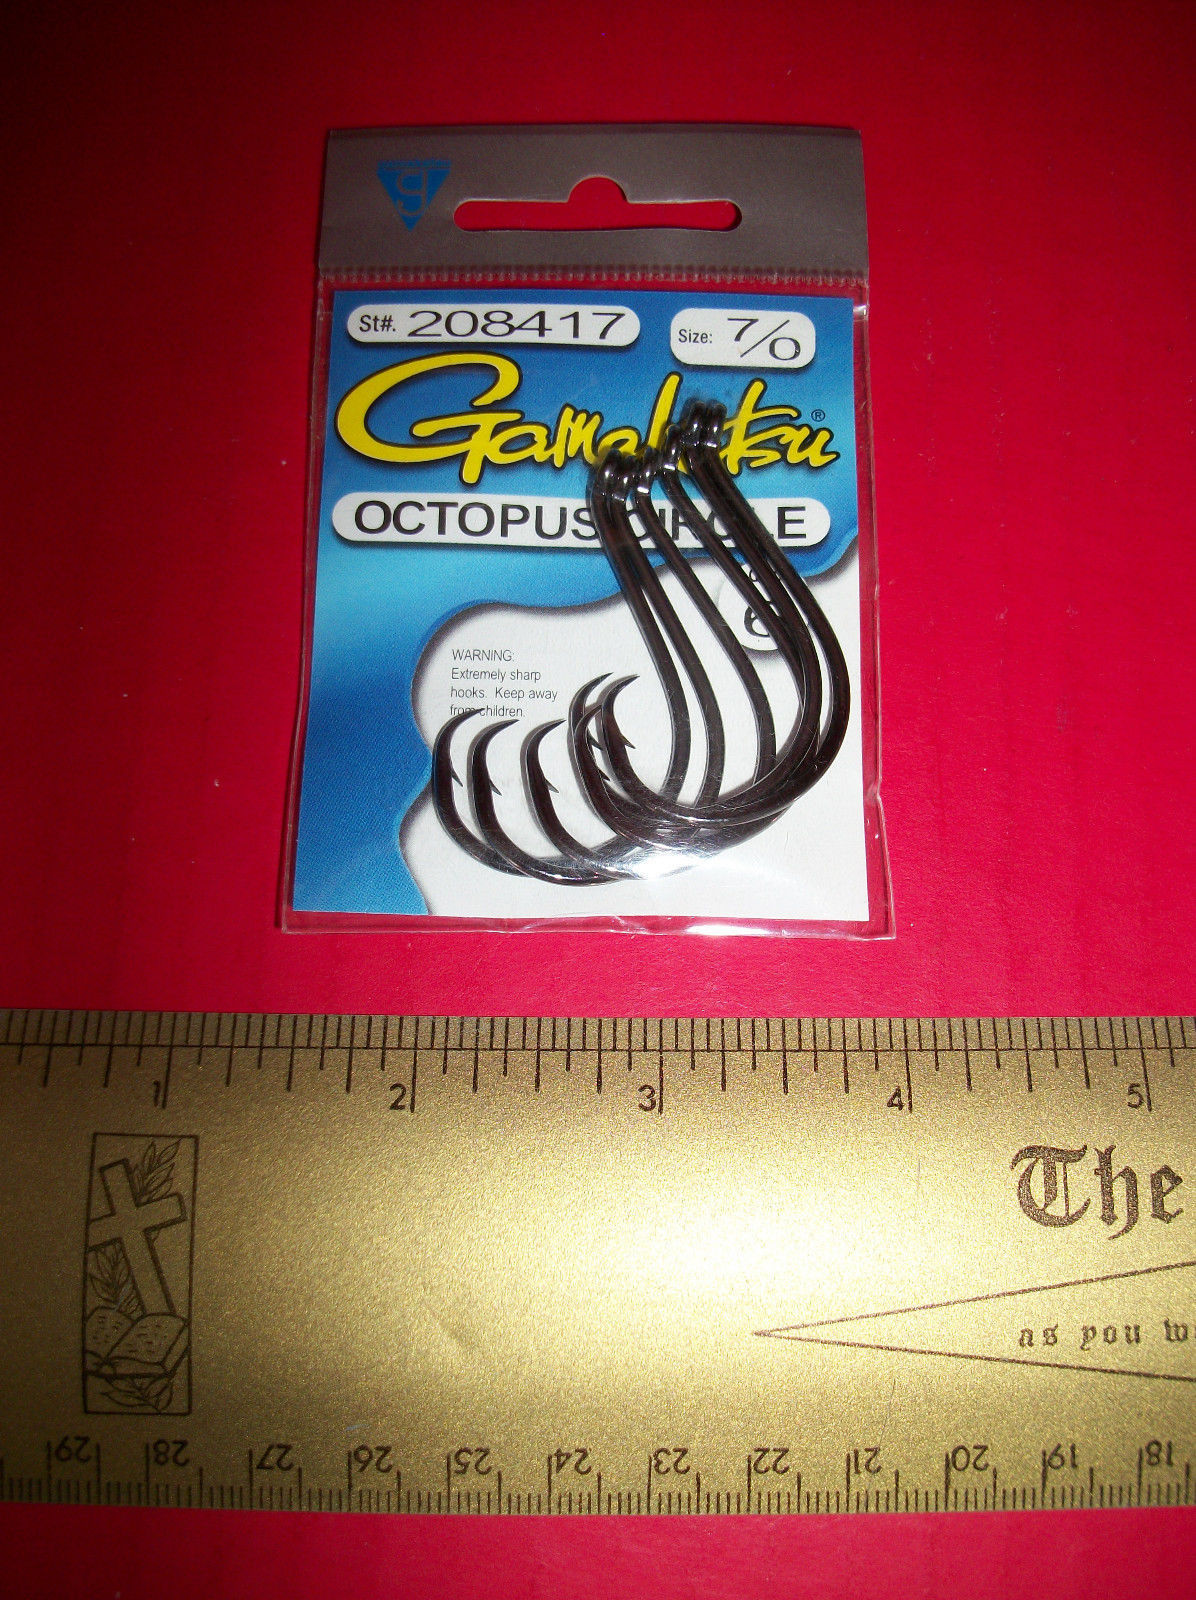 St#. 208417
Size: 7/0
Gamakatsu®
OCTOPUS CIRCLE
6
WARNING:
Extremely sharp
hooks. Keep away
from children.
1 2 3 4 5
The
as you
29 28 27 26 25 24 23 22 21 20 19 18